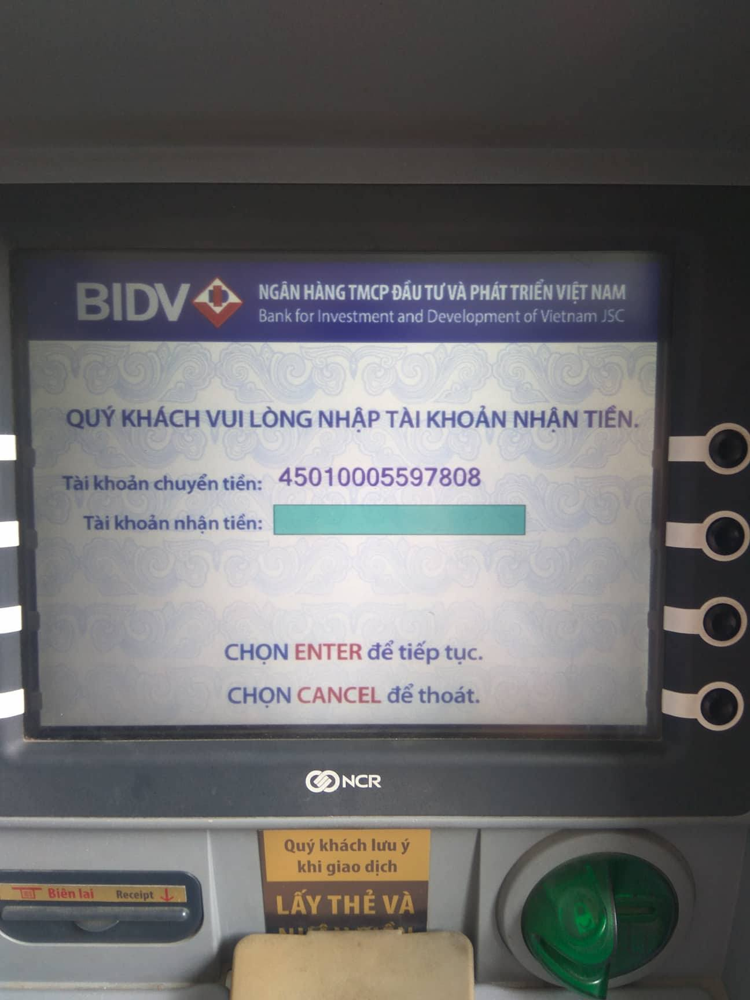 BIDV
NGÂN HÀNG TMCP ĐẦU TƯ VÀ PHÁT TRIỂN VIỆT NAM
Bank for Investment and Development of Vietnam JSC
QUÝ KHÁCH VUI LÒNG NHẬP TÀI KHOẢN NHẬN TIỀN.
Tài khoản chuyển tiền: 45010005597808
Tài khoản nhận tiền:
CHỌN ENTER để tiếp tục.
CHỌN CANCEL để thoát.
NCR
Quý khách lưu ý
khi giao dịch
LẤY THẺ VÀ
Biên lai Receipt